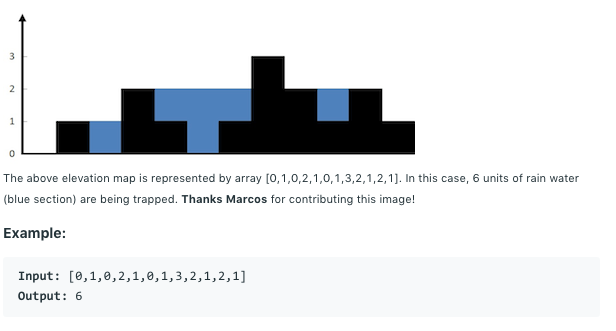 3
2
1
0
The above elevation map is represented by array [0,1,0,2,1,0,1,3,2,1,2,1]. In this case, 6 units of rain water
(blue section) are being trapped. Thanks Marcos for contributing this image!
Example:
Input: [0,1,0,2,1,0,1,3,2,1,2,1]
Output: 6